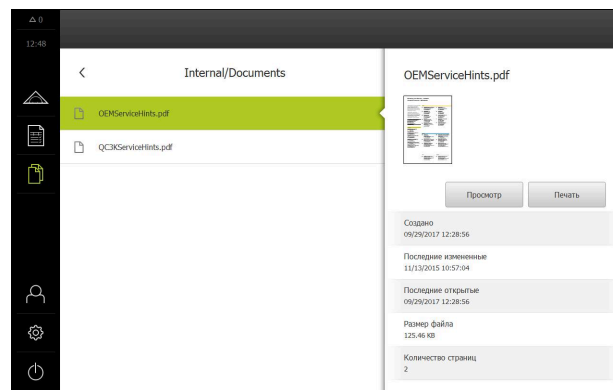 0
12:48
Internal/Documents
OEMServiceHints.pdf
QC3KServiceHints.pdf
OEMServiceHints.pdf
Просмотр
Печать
Создано
09/29/2017 12:28:56
Последние измененные
11/13/2015 10:57:04
Последние открытые
09/29/2017 12:28:56
Размер файла
125.46 KB
Количество страниц
2